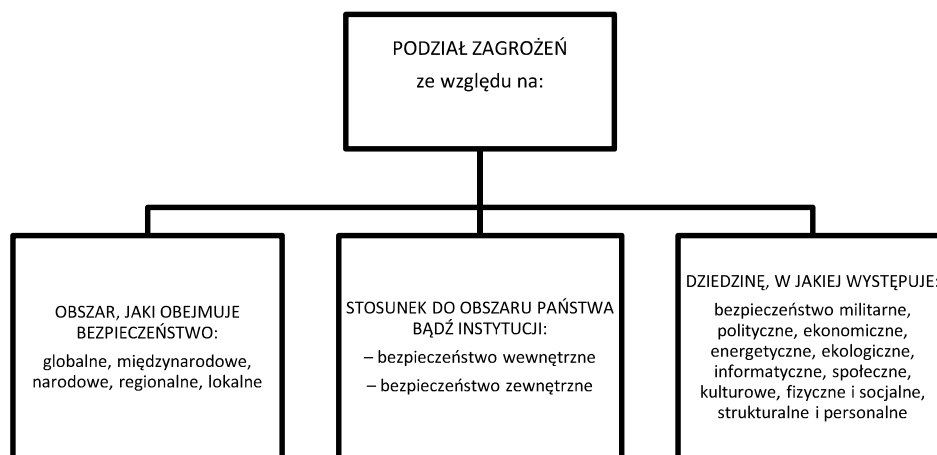 PODZIAŁ ZAGROŻEŃ
ze względu na:
OBSZAR, JAKI OBEJMUJE
BEZPIECZEŃSTWO:
globalne, międzynarodowe,
narodowe, regionalne, lokalne
STOSUNEK DO OBSZARU PAŃSTWA
BĄDŹ INSTYTUCJI:
– bezpieczeństwo wewnętrzne
– bezpieczeństwo zewnętrzne
DZIEDZINĘ, W JAKIEJ WYSTĘPUJE:
bezpieczeństwo militarne,
polityczne, ekonomiczne,
energetyczne, ekologiczne,
informatyczne, społeczne,
kulturowe, fizyczne i socjalne,
strukturalne i personalne